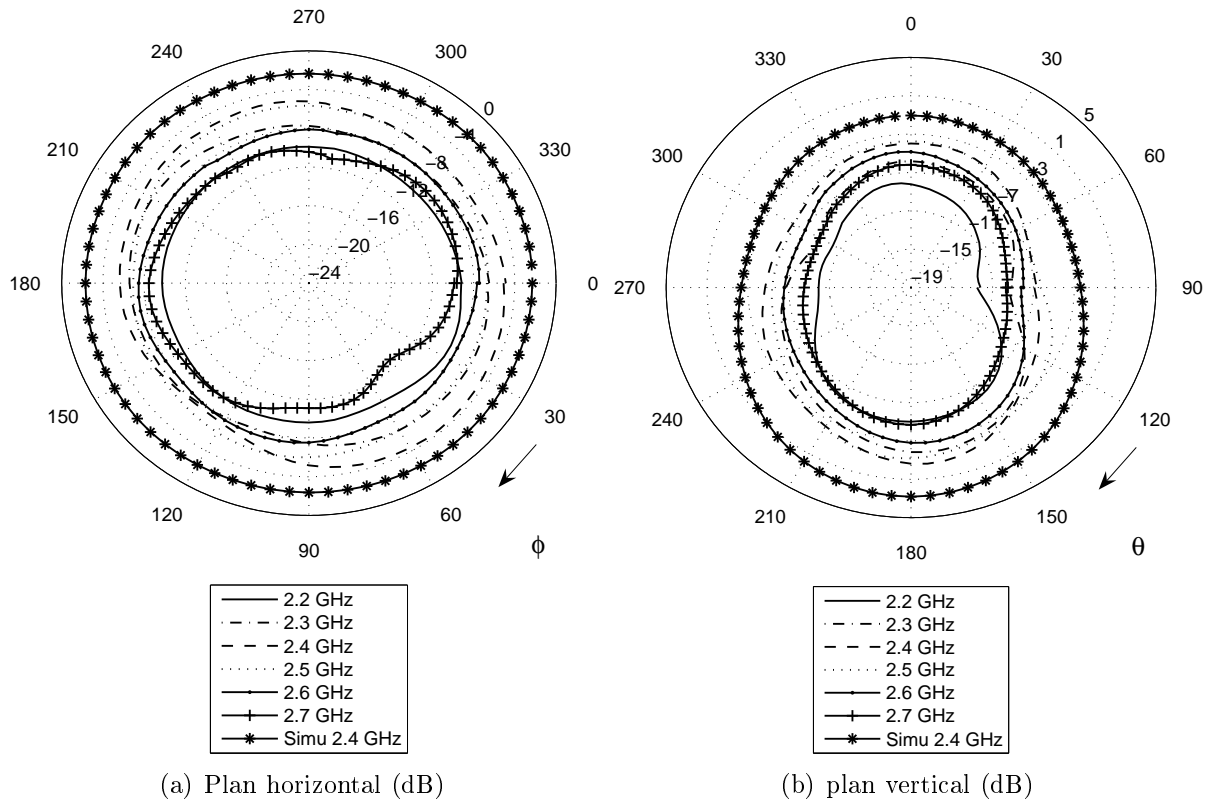 270
240
300
210
330
180
0
150
30
120
60
90
0
−8
−16
−20
−24
ϕ
2.2 GHz
2.3 GHz
2.4 GHz
2.5 GHz
2.6 GHz
2.7 GHz
Simu 2.4 GHz
(a) Plan horizontal (dB)
0
330
30
300
60
270
90
240
120
210
150
180
5
1
−7
−15
−19
θ
2.2 GHz
2.3 GHz
2.4 GHz
2.5 GHz
2.6 GHz
2.7 GHz
Simu 2.4 GHz
(b) plan vertical (dB)